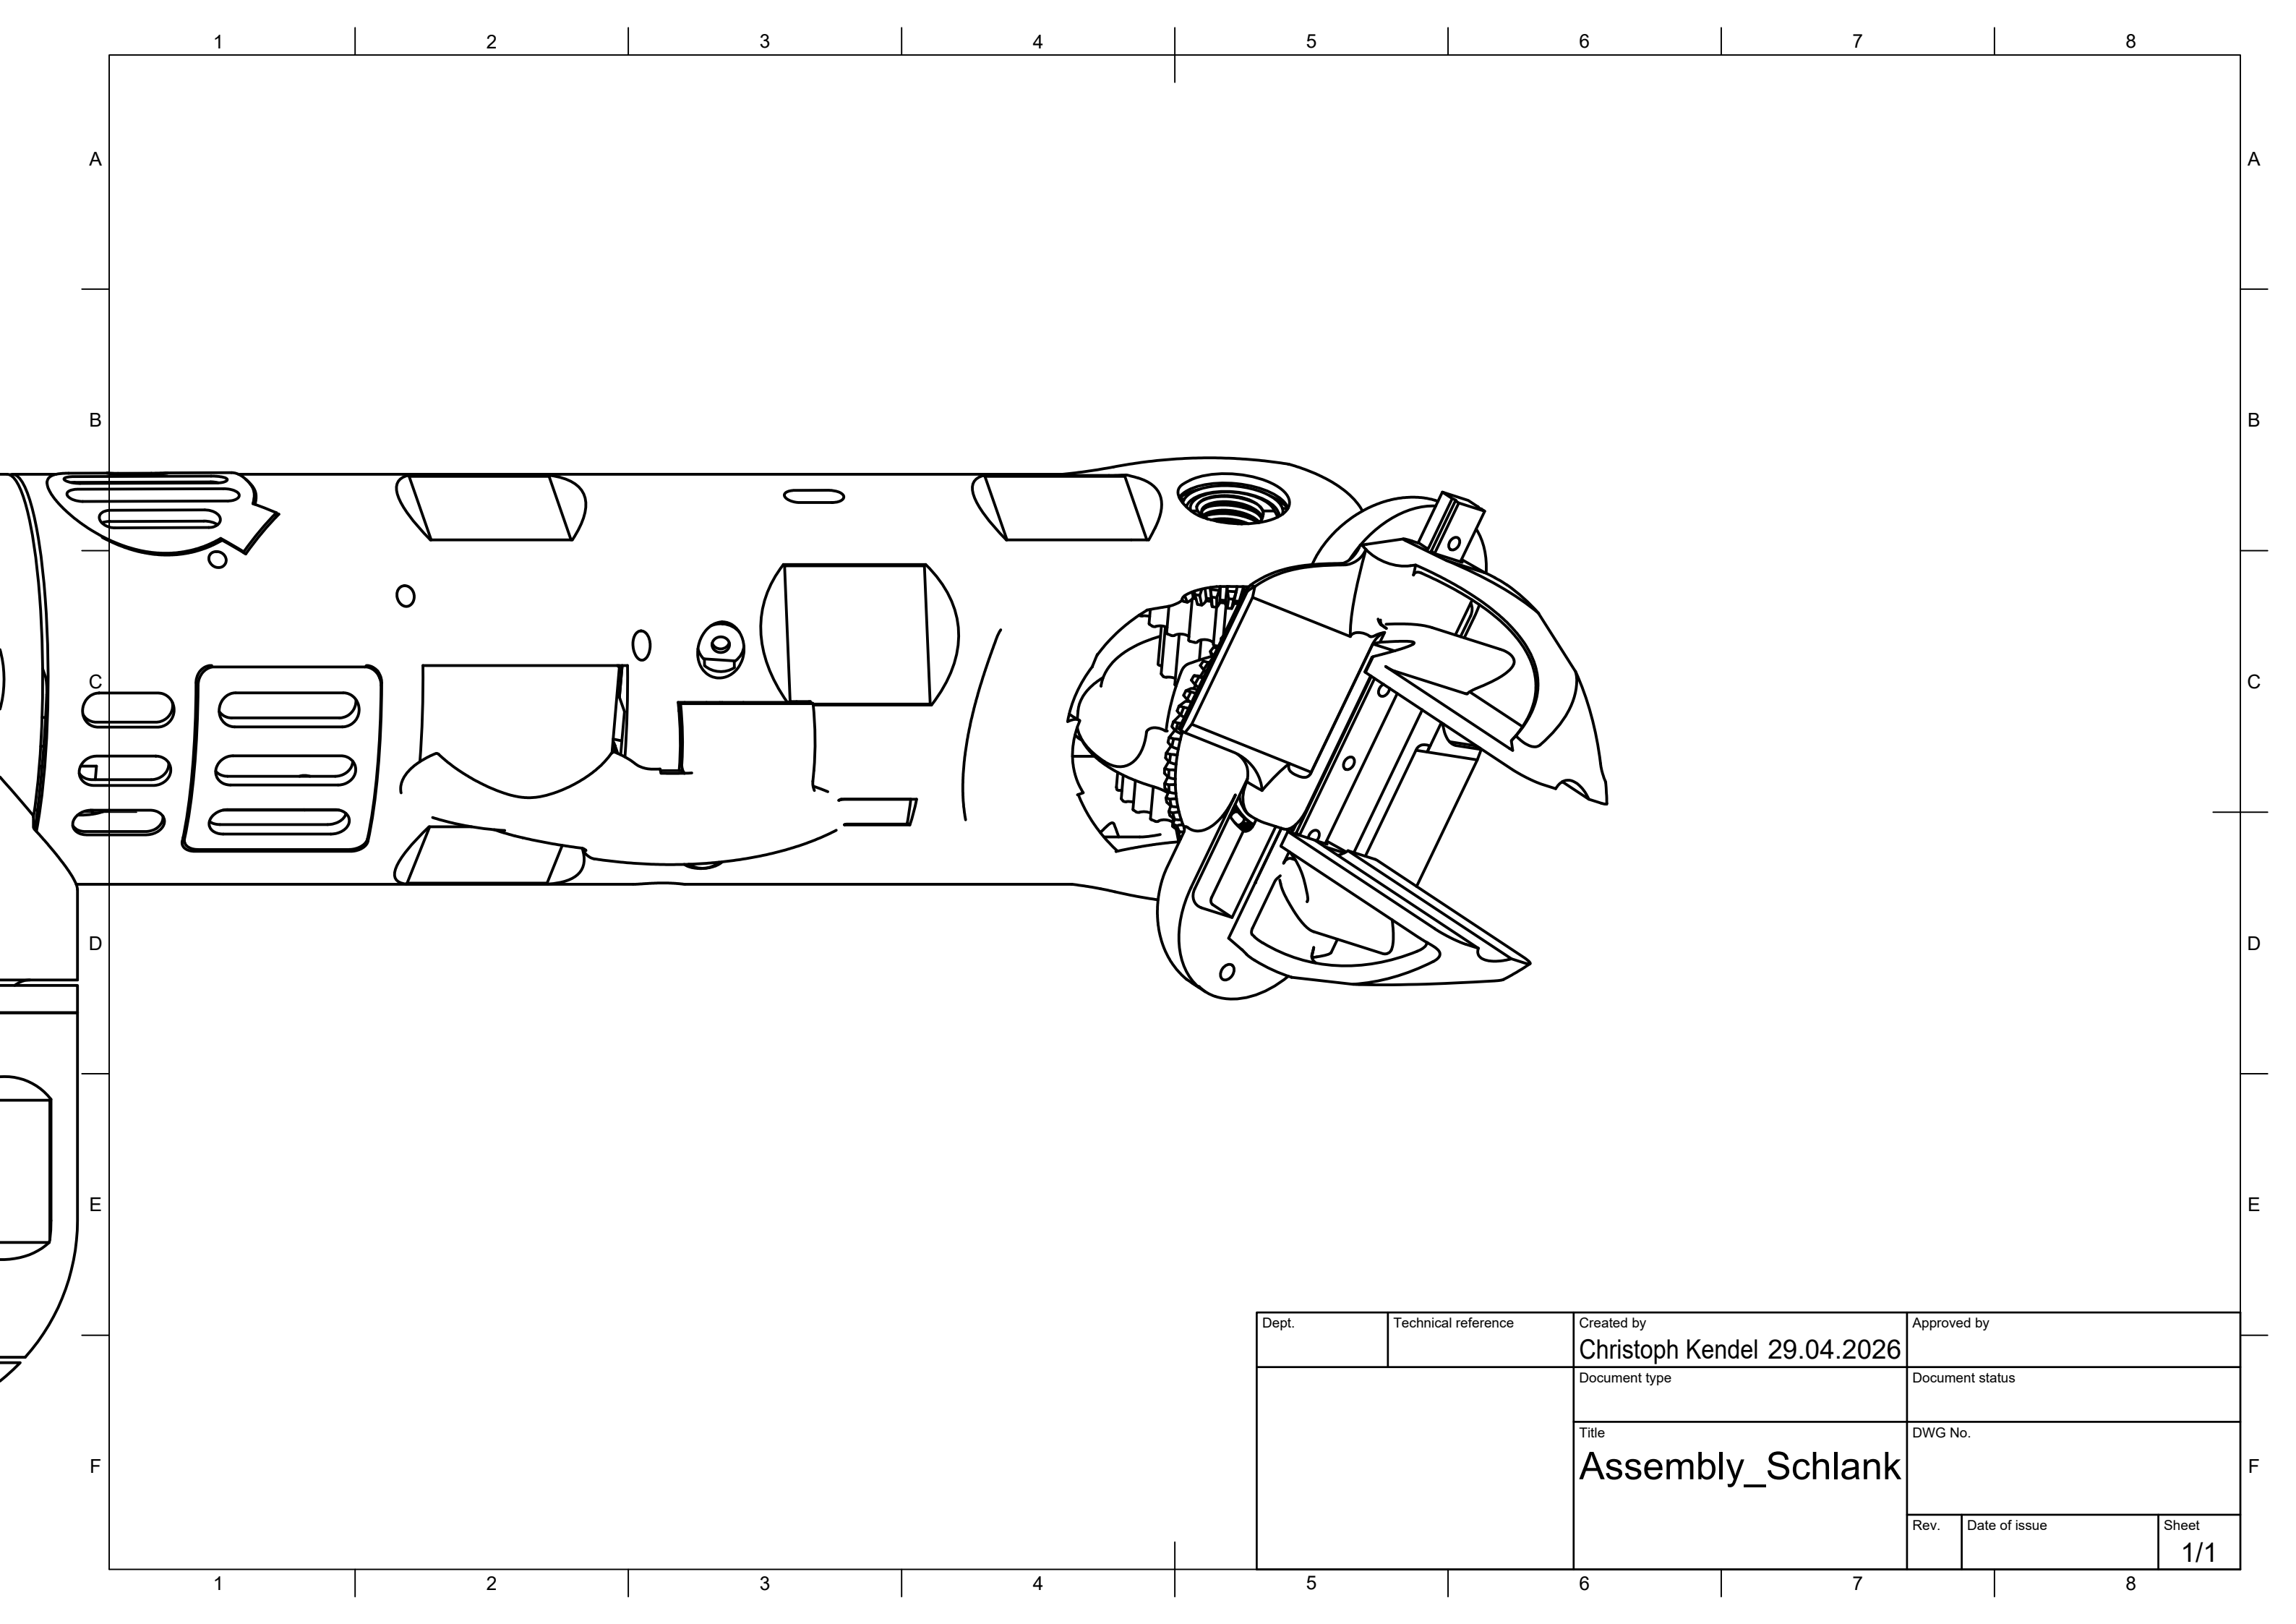 1 2 3 4 5 6 7 8
A A
B B
C C
D D
E E
F F
Dept. Technical reference Created by Approved by
Christoph Kendel 29.04.2026
Document type Document status
Title DWG No.
Assembly_Schlank
Rev. Date of issue Sheet
1/1
1 2 3 4 5 6 7 8